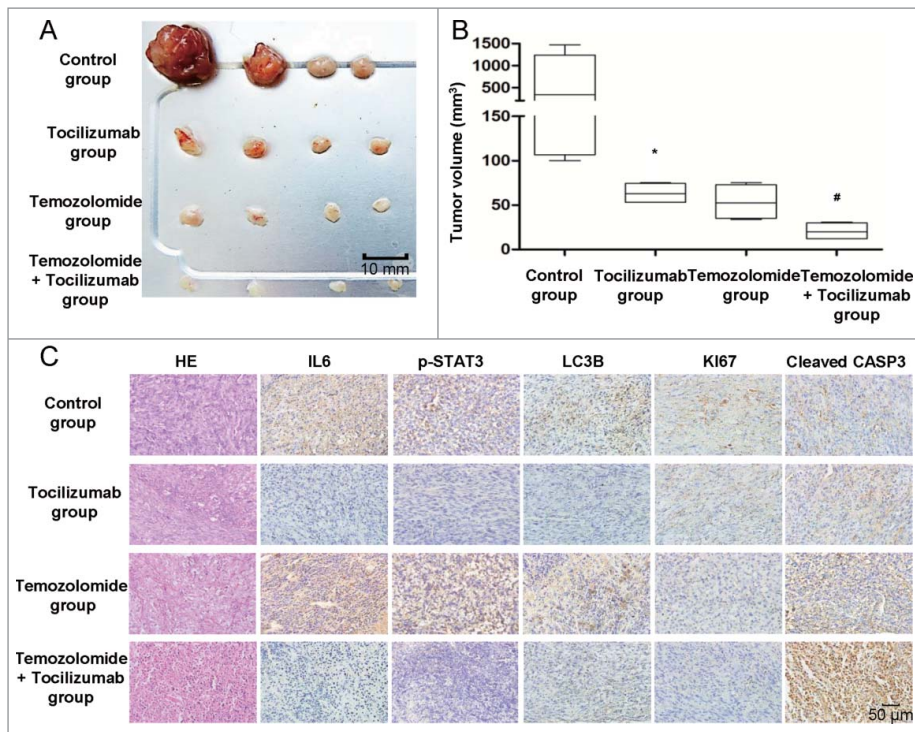 A
Control
group
Tocilizumab
group
Temozolomide
group
Temozolomide
+ Tocilizumab
group
10 mm
B
Tumor volume (mm³)
1500
1000
500
150
100
50
0
*
#
Control
group
Tocilizumab
group
Temozolomide
group
Temozolomide
+ Tocilizumab
group
C
HE IL6 p-STAT3 LC3B KI67 Cleaved CASP3
Control
group
Tocilizumab
group
Temozolomide
group
Temozolomide
+ Tocilizumab
group
50 µm